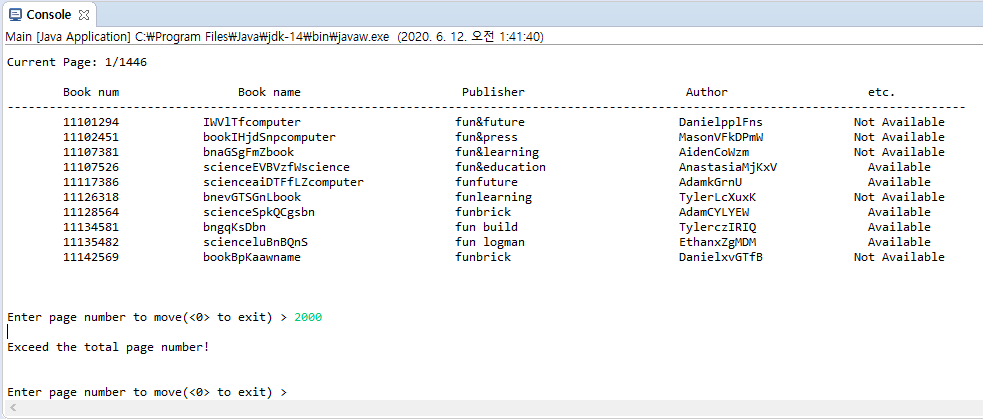 Console
Main [Java Application] C:₩Program Files₩Java₩jdk-14₩bin₩javaw.exe (2020. 6. 12. 오전 1:41:40)
Current Page: 1/1446
Book num Book name Publisher Author etc.
11101294 IWVlTfcomputer fun&future DanielpplFns Not Available
11102451 bookIHjdSnpcomputer fun&press MasonVFkDPmW Not Available
11107381 bnaGSgFmZbook fun&learning AidenCoWzm Not Available
11107526 scienceEVBVzfWscience fun&education AnastasiaMjKxV Available
11117386 scienceaiDTFfLZcomputer funfuture AdamkGrnU Available
11126318 bnevGTSGnLbook funlearning TylerLcXuxK Not Available
11128564 scienceSpkQCgsbn funbrick AdamCYLYEW Available
11134581 bngqKsDbn fun build TylerczIRIQ Available
11135482 scienceluBnBQnS fun logman EthanxZgMDM Available
11142569 bookBpKaawname funbrick DanielxvGTfB Not Available
Enter page number to move(<0> to exit) > 2000
Exceed the total page number!
Enter page number to move(<0> to exit) >